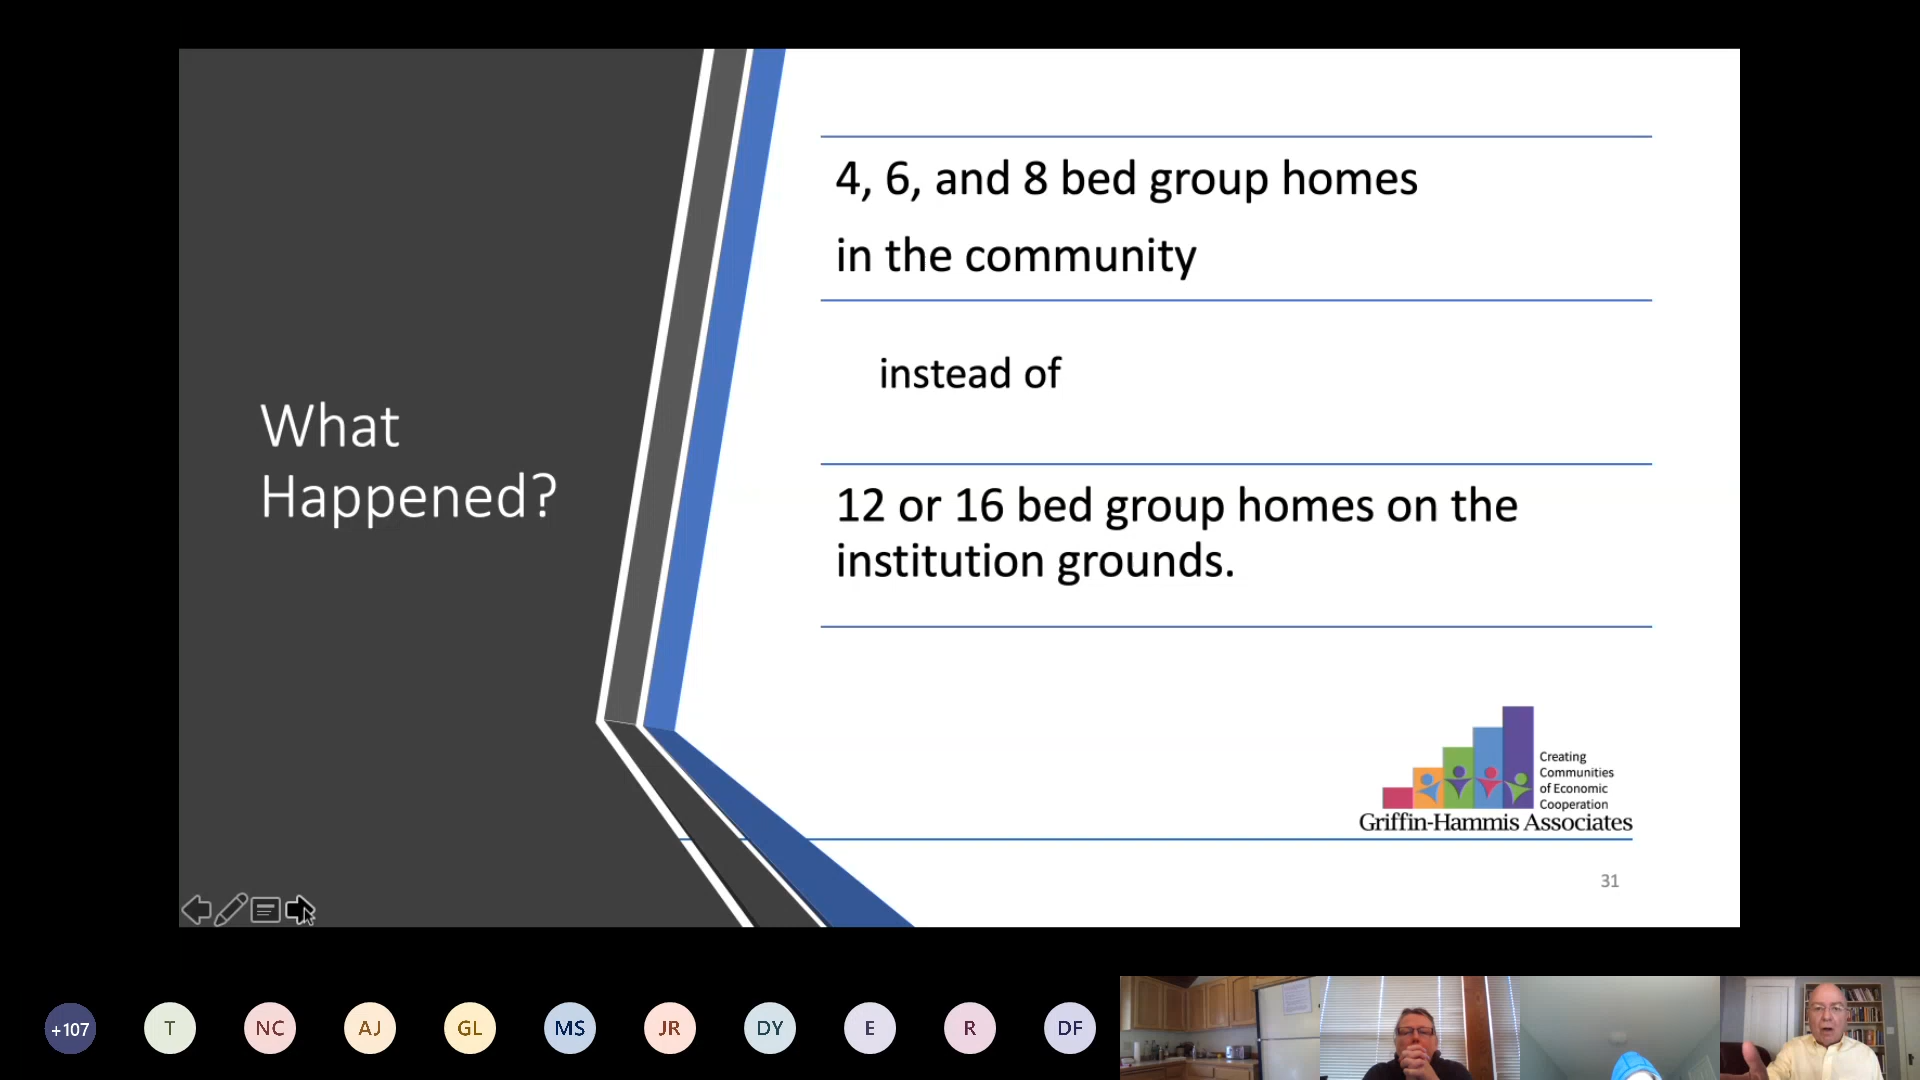 What
Happened?
4, 6, and 8 bed group homes
in the community
instead of
12 or 16 bed group homes on the
institution grounds.
Creating
Communities
of Economic
Cooperation
Griffin-Hammis Associates
31
+107
T
NC
AJ
GL
MS
JR
DY
E
R
DF